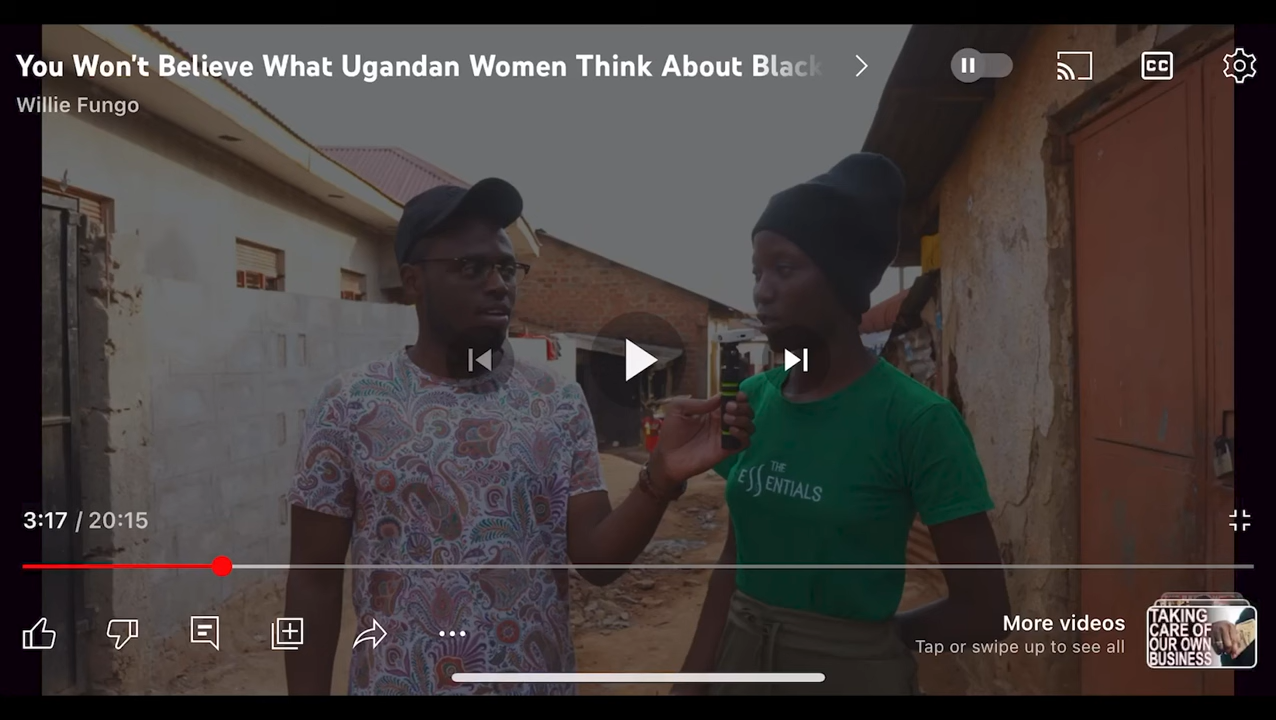 You Won't Believe What Ugandan Women Think About Black
Willie Fungo
CC
THE
ESSENTIALS
3:17 / 20:15
More videos
Tap or swipe up to see all
TAKING
CARE OF
OUR OWN
BUSINESS